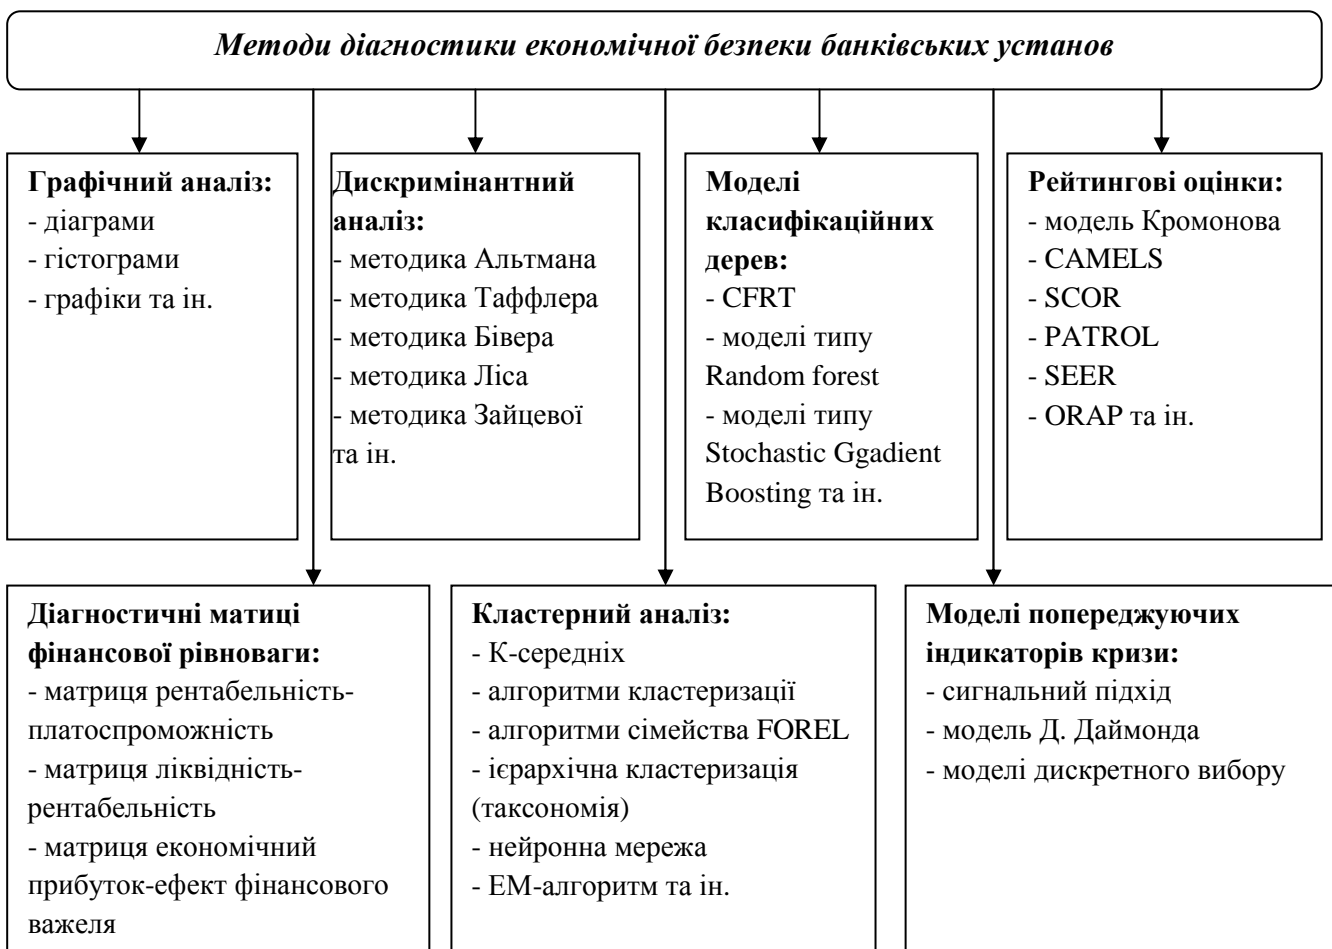 Методи діагностики економічної безпеки банківських установ
Графічний аналіз:
- діаграми
- гістограми
- графіки та ін.
Дискримінантний
аналіз:
- методика Альтмана
- методика Таффлера
- методика Бівера
- методика Ліса
- методика Зайцевої
та ін.
Моделі
класифікаційних
дерев:
- CFRT
- моделі типу
Random forest
- моделі типу
Stochastic Ggadient
Boosting та ін.
Рейтингові оцінки:
- модель Кромонова
- CAMELS
- SCOR
- PATROL
- SEER
- ORAP та ін.
Діагностичні матиці
фінансової рівноваги:
- матриця рентабельність-
платоспроможність
- матриця ліквідність-
рентабельність
- матриця економічний
прибуток-ефект фінансового
важеля
Кластерний аналіз:
- К-середніх
- алгоритми кластеризації
- алгоритми сімейства FOREL
- ієрархічна кластеризація
(таксономія)
- нейронна мережа
- ЕМ-алгоритм та ін.
Моделі попереджуючих
індикаторів кризи:
- сигнальний підхід
- модель Д. Даймонда
- моделі дискретного вибору